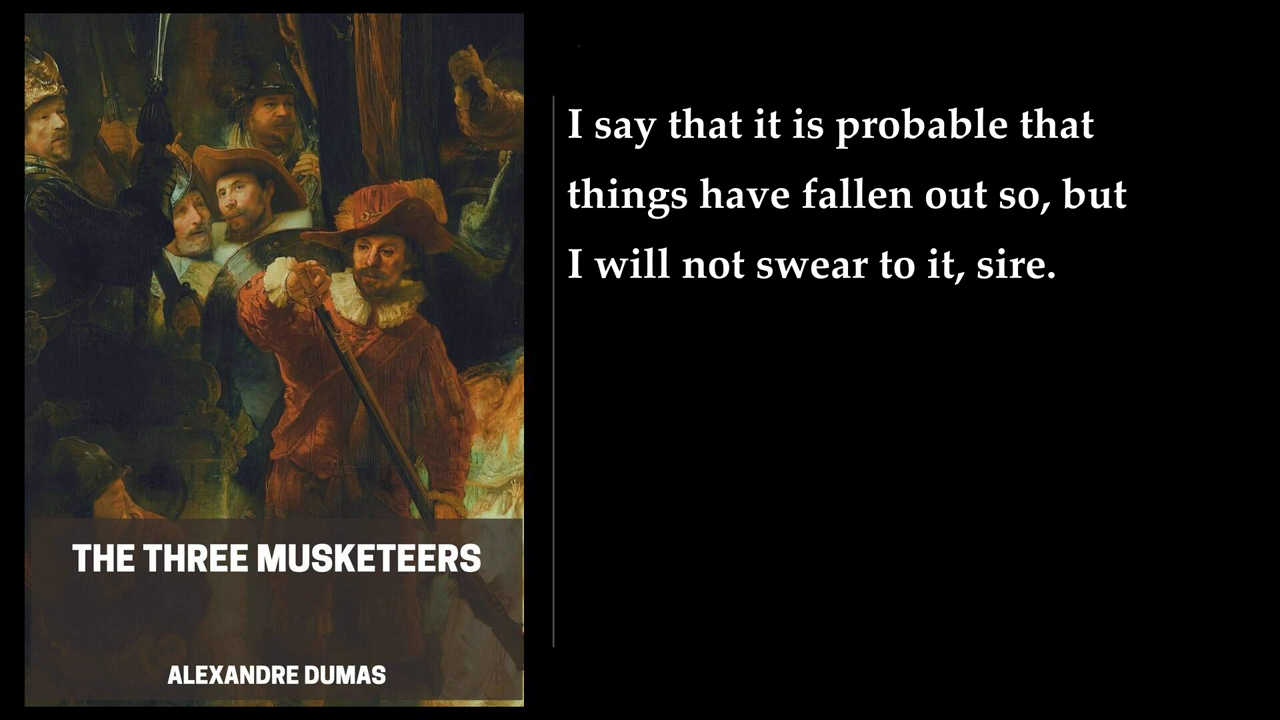 I say that it is probable that
things have fallen out so, but
I will not swear to it, sire.
THE THREE MUSKETEERS
ALEXANDRE DUMAS